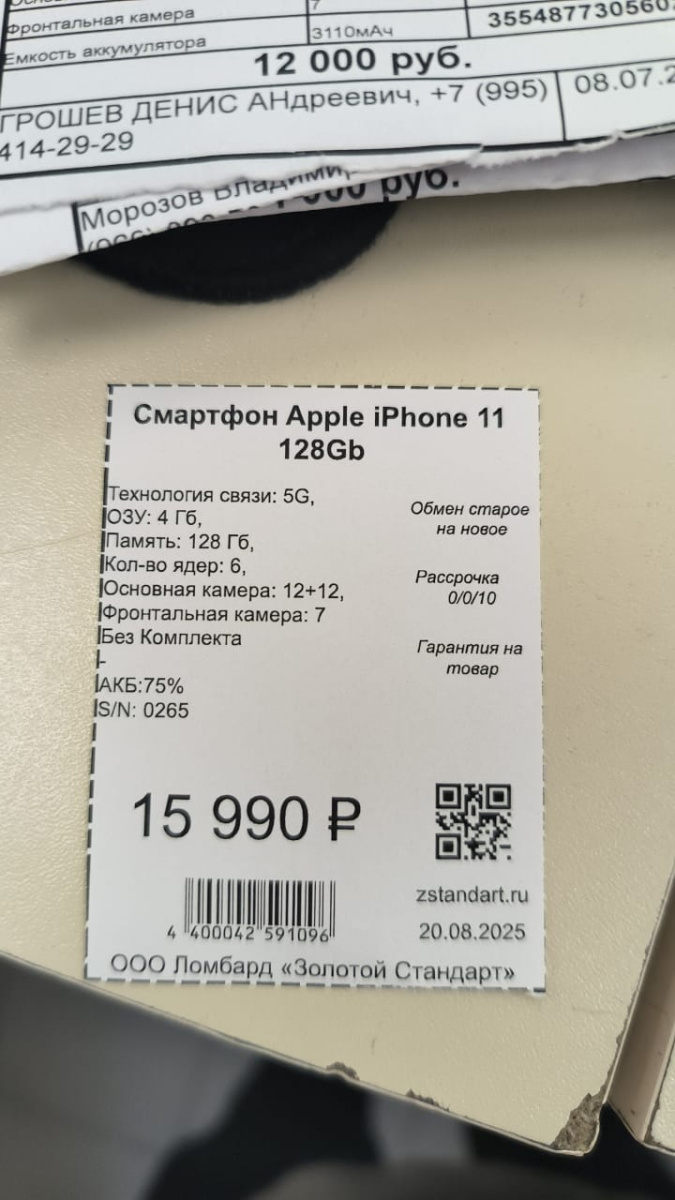 Фронтальная камера
7
Емкость аккумулятора
3110мАч
355487730560
12 000 руб.
ГРОШЕВ ДЕНИС АНдреевич, +7 (995)
414-29-29
08.07.2
Морозов Владимир
000 руб.
Смартфон Apple iPhone 11
128Gb
Технология связи: 5G,
ОЗУ: 4 Гб,
Память: 128 Гб,
Кол-во ядер: 6,
Основная камера: 12+12,
Фронтальная камера: 7
Без Комплекта
-
АКБ:75%
S/N: 0265
Обмен старое
на новое
Рассрочка
0/0/10
Гарантия на
товар
15 990 ₽
4 400042 591096
zstandart.ru
20.08.2025
ООО Ломбард «Золотой Стандарт»